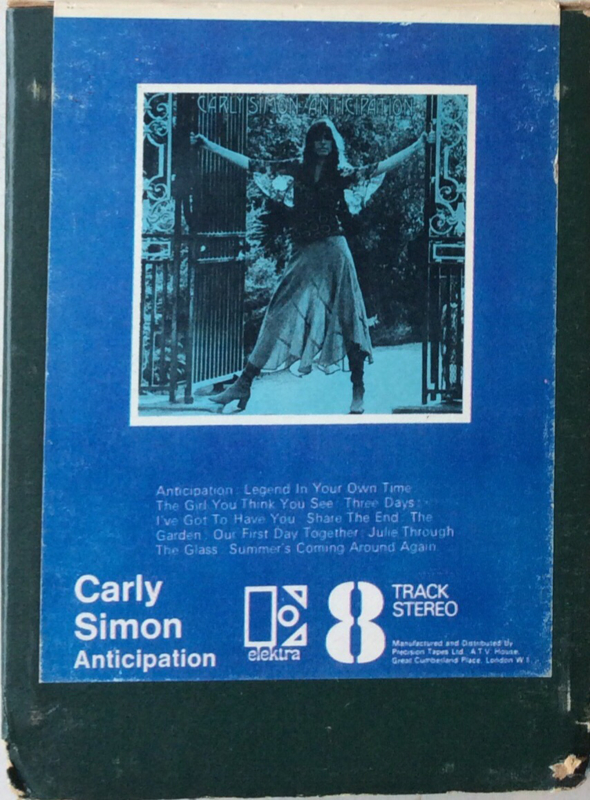 CARLY SIMON/ANTICIPATION
Anticipation : Legend In Your Own Time
The Girl You Think You See : Three Days :
I've Got To Have You : Share The End : The
Garden : Our First Day Together : Julie Through
The Glass : Summer's Coming Around Again.
Carly
Simon
Anticipation
elektra
8
TRACK
STEREO
Manufactured and Distributed by
Precision Tapes Ltd. A.T.V. House,
Great Cumberland Place, London W.1.